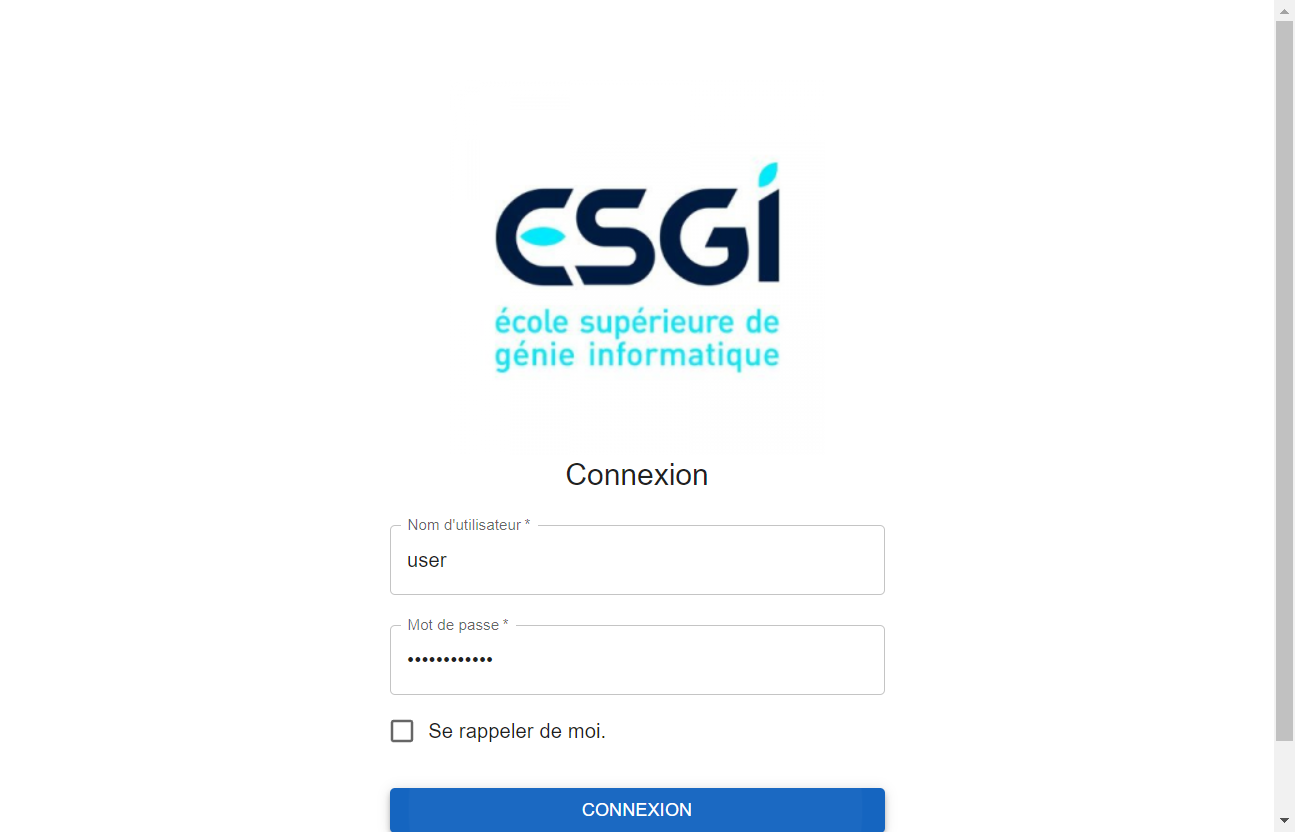 ESGI
école supérieure de
génie informatique
Connexion
Nom d'utilisateur *
user
Mot de passe *
••••••••••••
Se rappeler de moi.
CONNEXION